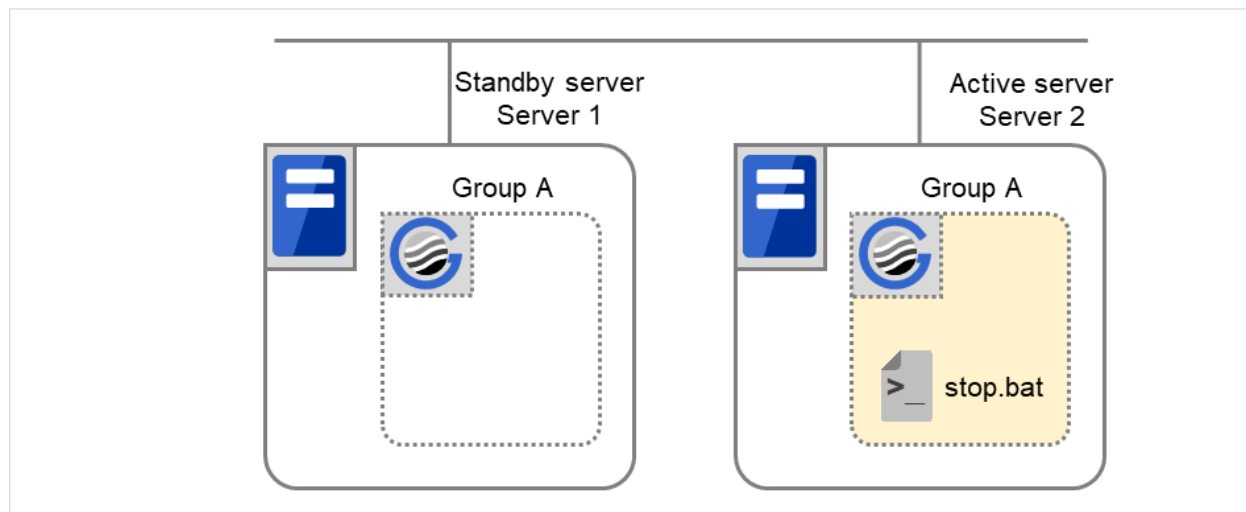 Standby server
Server 1
Active server
Server 2
Group A
Group A
>_
stop.bat